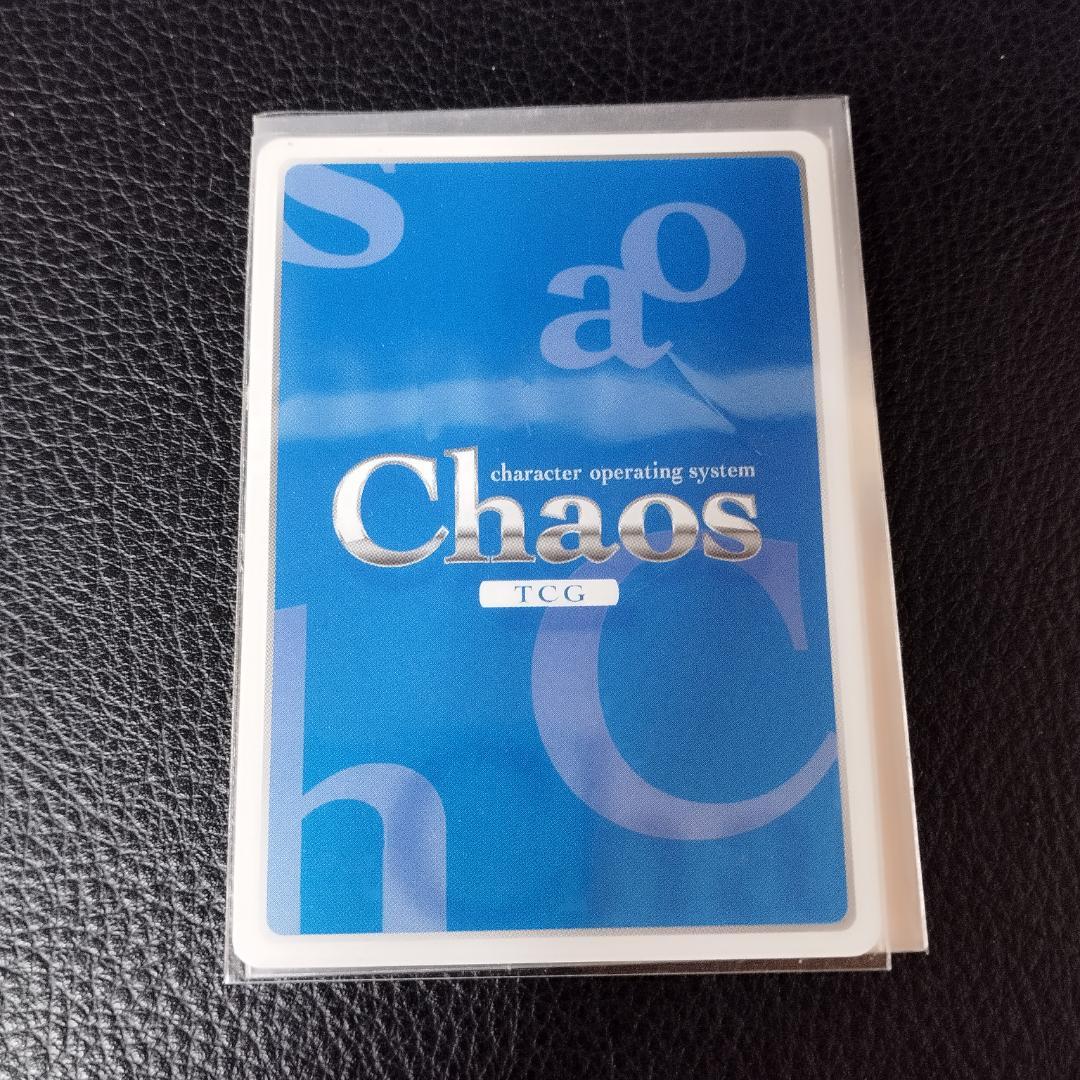 s
a o
character operating system
Chaos
TCG
h
C